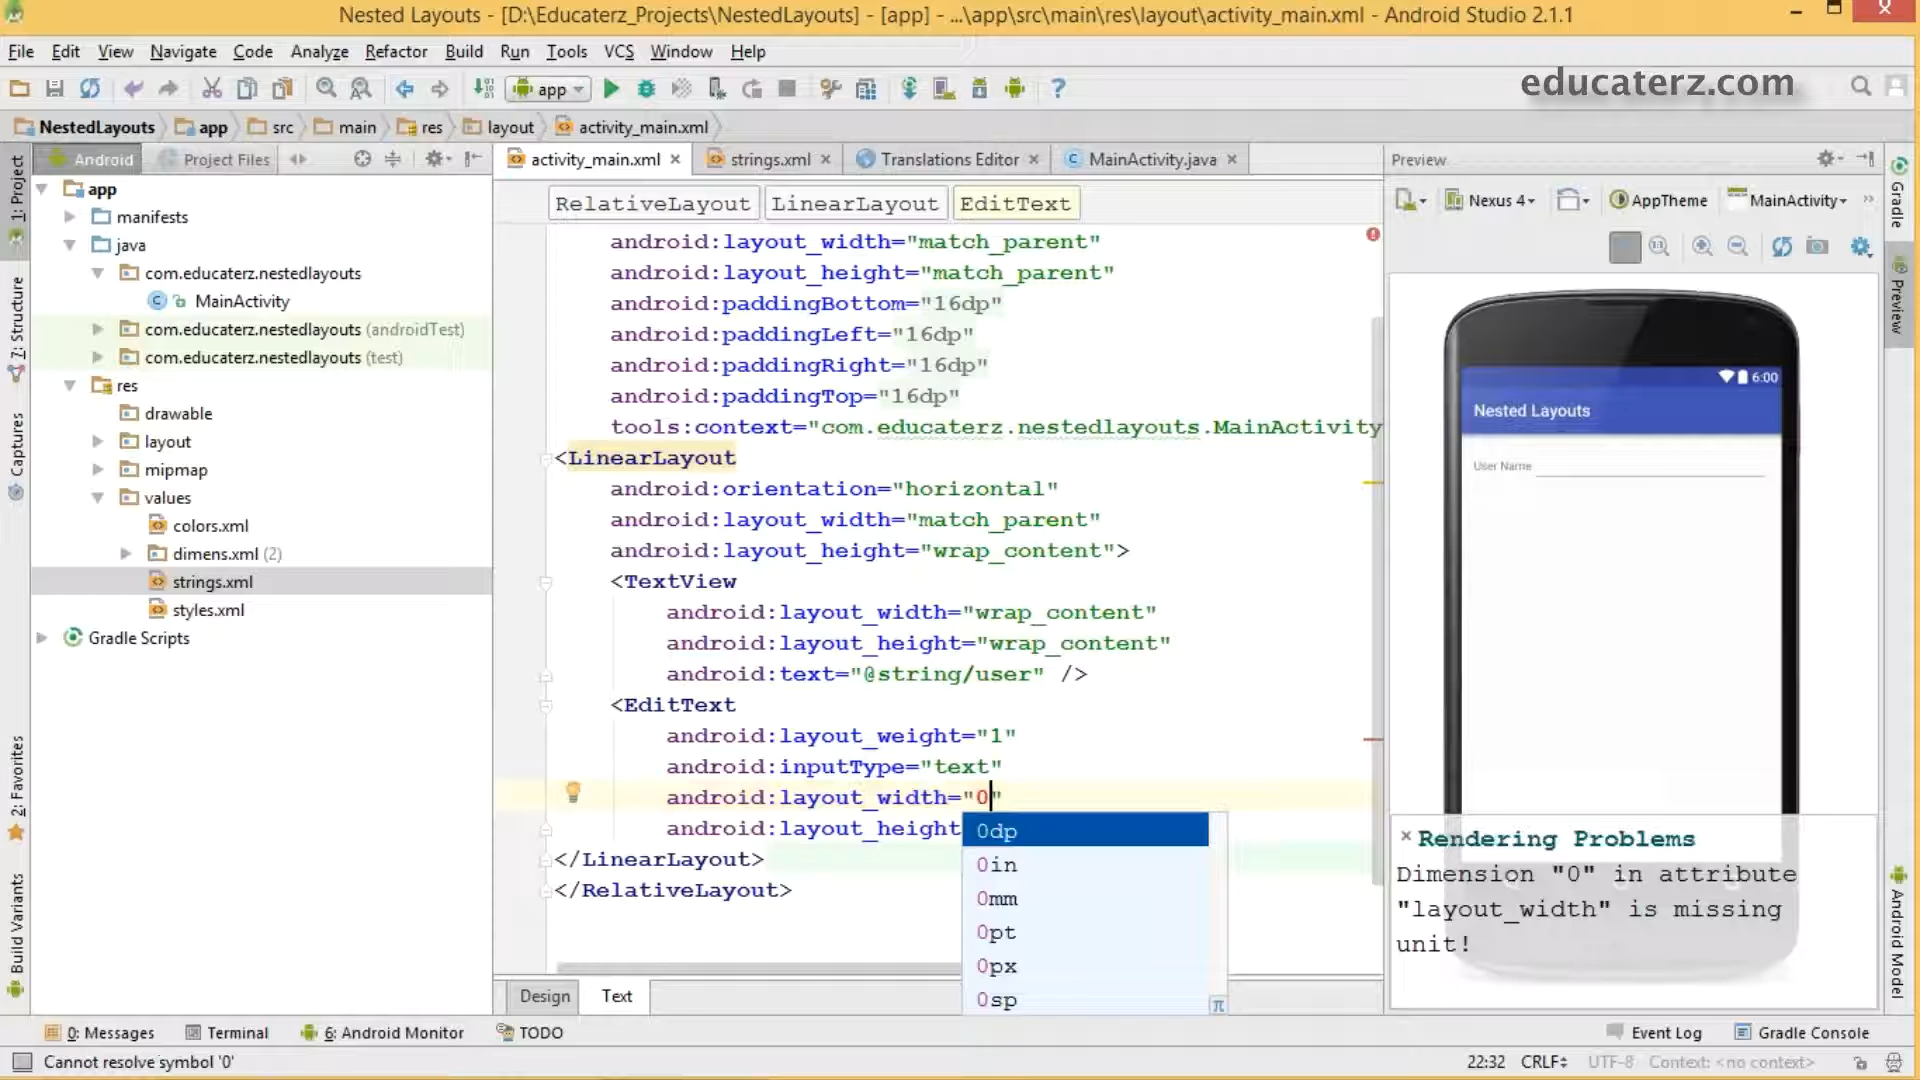 Nested Layouts - [D:\Educaterz_Projects\NestedLayouts] - [app] - ...\app\src\main\res\layout\activity_main.xml - Android Studio 2.1.1
File Edit View Navigate Code Analyze Refactor Build Run Tools VCS Window Help
app
educaterz.com
NestedLayouts app src main res layout activity_main.xml
Android Project Files
activity_main.xml strings.xml Translations Editor MainActivity.java
Preview
1: Project
7: Structure
Captures
2: Favorites
Build Variants
app
manifests
java
com.educaterz.nestedlayouts
MainActivity
com.educaterz.nestedlayouts (androidTest)
com.educaterz.nestedlayouts (test)
res
drawable
layout
mipmap
values
colors.xml
dimens.xml (2)
strings.xml
styles.xml
Gradle Scripts
RelativeLayout LinearLayout EditText
android:layout_width="match_parent"
android:layout_height="match_parent"
android:paddingBottom="16dp"
android:paddingLeft="16dp"
android:paddingRight="16dp"
android:paddingTop="16dp"
tools:context="com.educaterz.nestedlayouts.MainActivity
<LinearLayout
android:orientation="horizontal"
android:layout_width="match_parent"
android:layout_height="wrap_content">
<TextView
android:layout_width="wrap_content"
android:layout_height="wrap_content"
android:text="@string/user" />
<EditText
android:layout_weight="1"
android:inputType="text"
android:layout_width="0"
android:layout_height
</LinearLayout>
</RelativeLayout>
0dp
0in
0mm
0pt
0px
0sp
π
Design Text
Nexus 4 AppTheme MainActivity
6:00
Nested Layouts
User Name
Rendering Problems
Dimension "0" in attribute
"layout_width" is missing
unit!
Gradle
Preview
Android Model
0: Messages Terminal 6: Android Monitor TODO Event Log Gradle Console
Cannot resolve symbol '0' 22:32 CRLF UTF-8 Context: <no context>